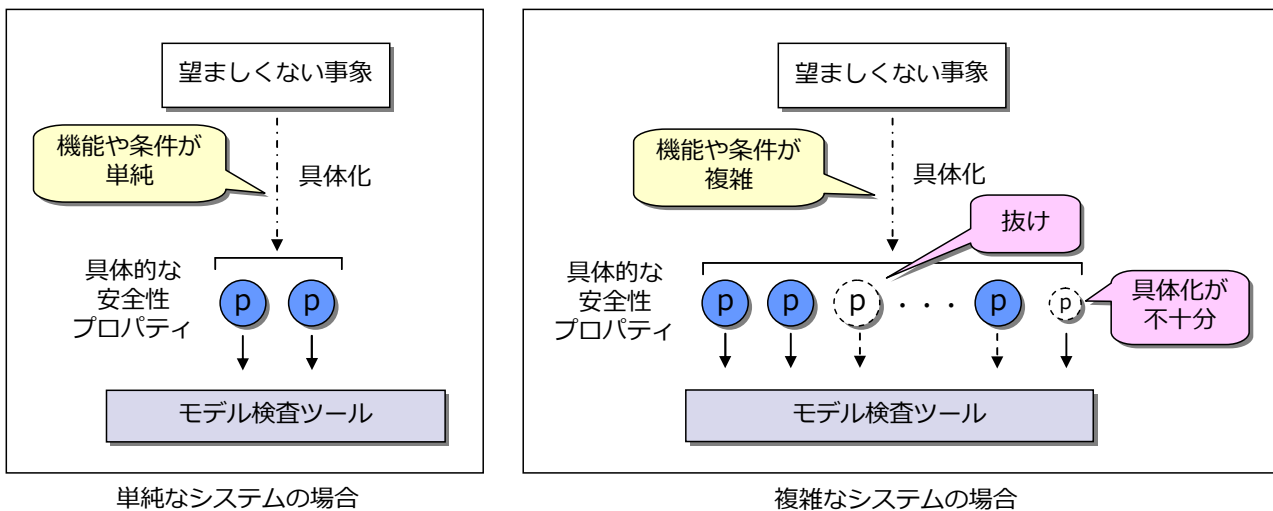 望ましくない事象
機能や条件が
単純
具体化
具体的な
安全性
プロパティ
p
p
モデル検査ツール
単純なシステムの場合
望ましくない事象
機能や条件が
複雑
具体化
抜け
具体的な
安全性
プロパティ
p
p
p
・・・
p
p
具体化が
不十分
モデル検査ツール
複雑なシステムの場合